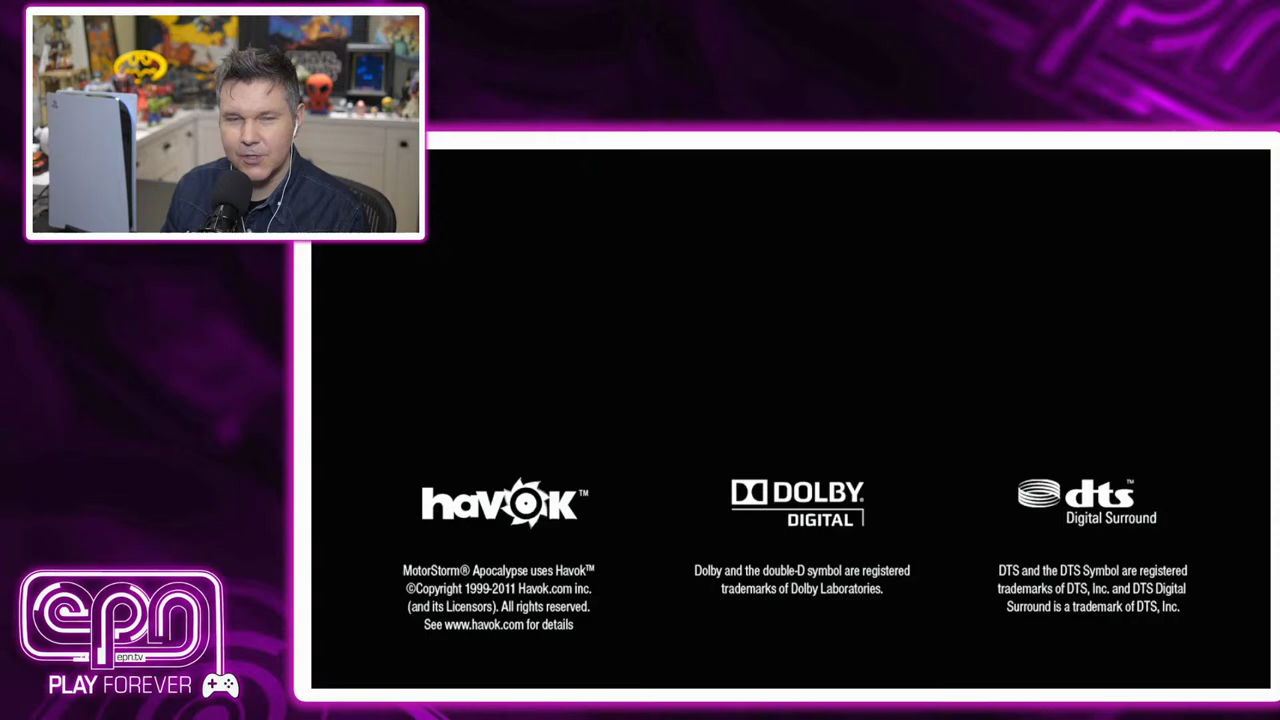 havok™
DOLBY®
DIGITAL
dts™
Digital Surround
MotorStorm® Apocalypse uses Havok™
©Copyright 1999-2011 Havok.com inc.
(and its Licensors). All rights reserved.
See www.havok.com for details
Dolby and the double-D symbol are registered
trademarks of Dolby Laboratories.
DTS and the DTS Symbol are registered
trademarks of DTS, Inc. and DTS Digital
Surround is a trademark of DTS, Inc.
epn
epn.tv
PLAY FOREVER